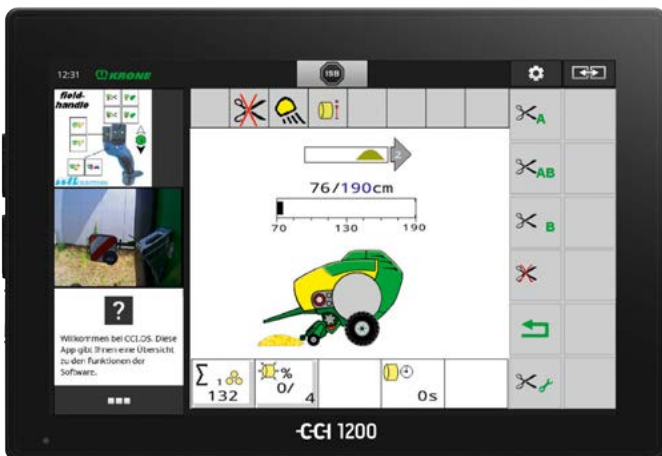 12:31 KRONE ISB
field-
handle
A
2
AB
76/190cm
70 130 190
B
?
Willkommen bei CCI.OS. Diese
App gibt Ihnen eine Übersicht
zu den Funktionen der
Software.
Σ 1
132
%
0/ 4
0s
CCI 1200